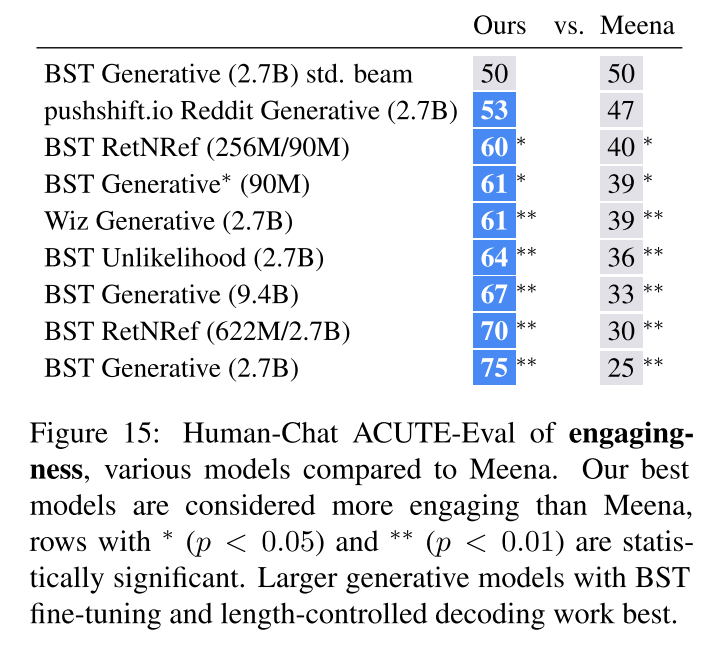 Ours vs. Meena
BST Generative (2.7B) std. beam 50 50
pushshift.io Reddit Generative (2.7B) 53 47
BST RetNRef (256M/90M) 60 * 40 *
BST Generative* (90M) 61 * 39 *
Wiz Generative (2.7B) 61 ** 39 **
BST Unlikelihood (2.7B) 64 ** 36 **
BST Generative (9.4B) 67 ** 33 **
BST RetNRef (622M/2.7B) 70 ** 30 **
BST Generative (2.7B) 75 ** 25 **
Figure 15: Human-Chat ACUTE-Eval of engaging-
ness, various models compared to Meena. Our best
models are considered more engaging than Meena,
rows with * (p < 0.05) and ** (p < 0.01) are statis-
tically significant. Larger generative models with BST
fine-tuning and length-controlled decoding work best.